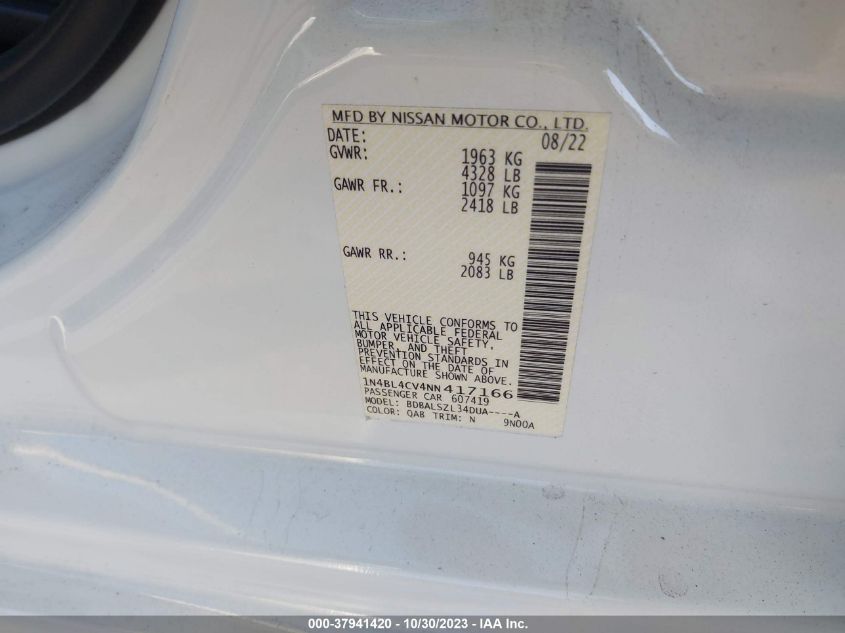 MFD BY NISSAN MOTOR CO., LTD.
DATE: 08/22
GVWR: 1963 KG
4328 LB
GAWR FR.: 1097 KG
2418 LB
GAWR RR.: 945 KG
2083 LB
THIS VEHICLE CONFORMS TO
ALL APPLICABLE FEDERAL
MOTOR VEHICLE SAFETY,
BUMPER, AND THEFT
PREVENTION STANDARDS IN
EFFECT ON THE DATE OF
MANUFACTURE SHOWN ABOVE.
1N4BL4CV4NN417166
PASSENGER CAR 607419
MODEL: BDBALSZL34DUA----A
COLOR: QAB TRIM: N 9N00A
000-37941420 - 10/30/2023 - IAA Inc.